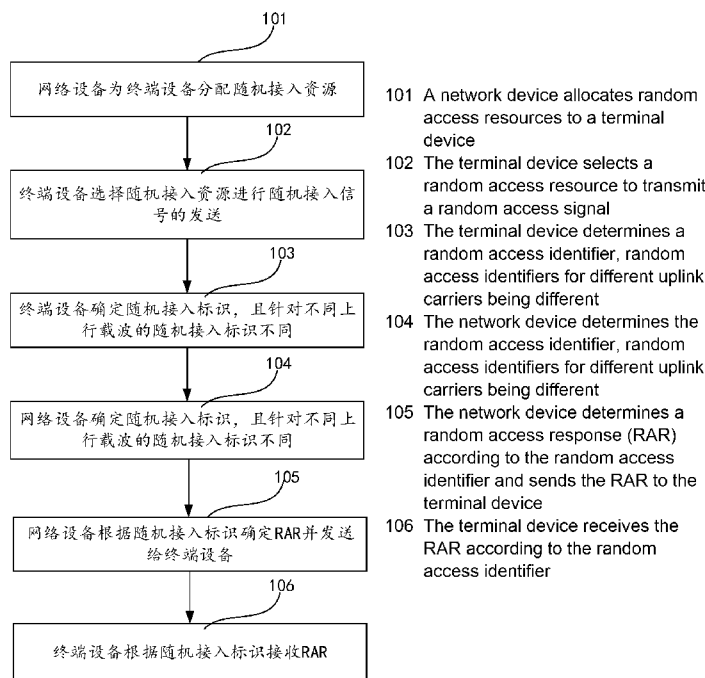 101
网络设备为终端设备分配随机接入资源
102
终端设备选择随机接入资源进行随机接入信
号的发送
103
终端设备确定随机接入标识，且针对不同上
行载波的随机接入标识不同
104
网络设备确定随机接入标识，且针对不同上
行载波的随机接入标识不同
105
网络设备根据随机接入标识确定RAR并发送
给终端设备
106
终端设备根据随机接入标识接收RAR
101 A network device allocates random
access resources to a terminal
device
102 The terminal device selects a
random access resource to transmit
a random access signal
103 The terminal device determines a
random access identifier, random
access identifiers for different uplink
carriers being different
104 The network device determines the
random access identifier, random
access identifiers for different uplink
carriers being different
105 The network device determines a
random access response (RAR)
according to the random access
identifier and sends the RAR to the
terminal device
106 The terminal device receives the
RAR according to the random
access identifier